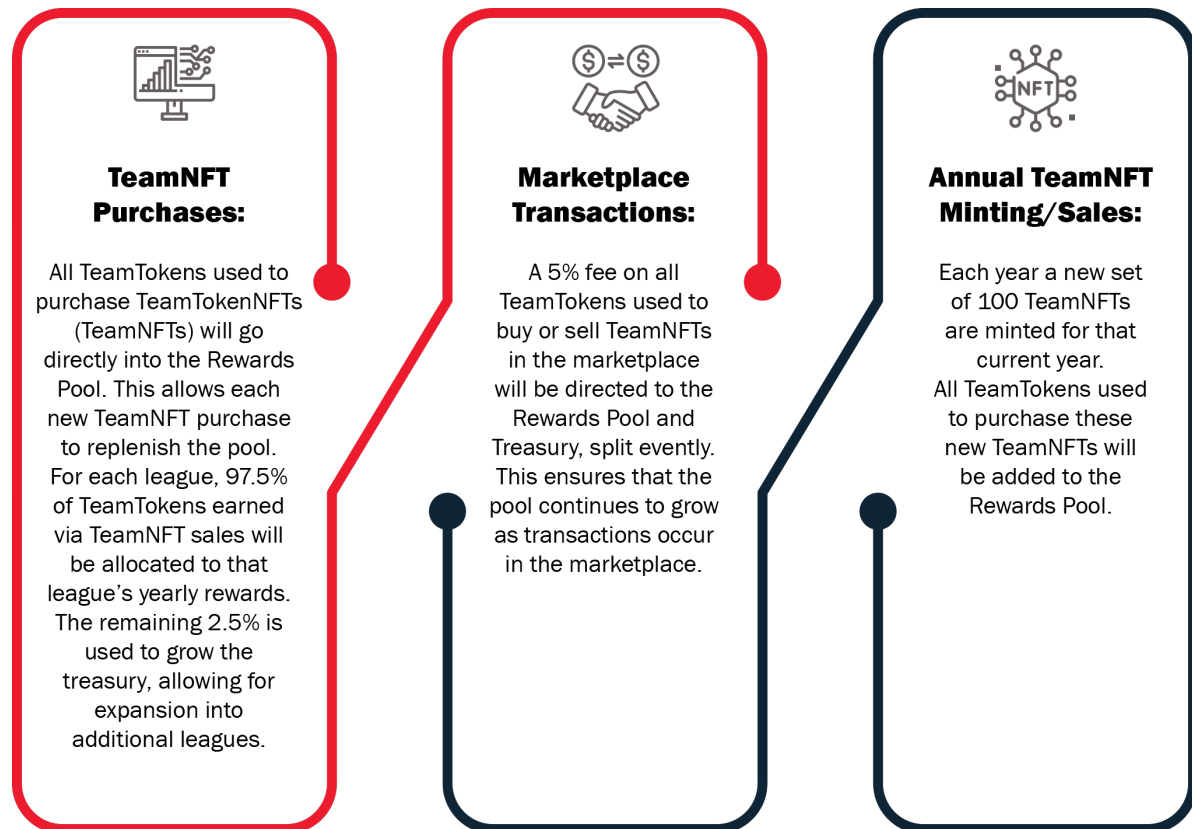 NFT
TeamNFT
Purchases:
All TeamTokens used to
purchase TeamTokenNFTs
(TeamNFTs) will go
directly into the Rewards
Pool. This allows each
new TeamNFT purchase
to replenish the pool.
For each league, 97.5%
of TeamTokens earned
via TeamNFT sales will
be allocated to that
league’s yearly rewards.
The remaining 2.5% is
used to grow the
treasury, allowing for
expansion into
additional leagues.
$ $
Marketplace
Transactions:
A 5% fee on all
TeamTokens used to
buy or sell TeamNFTs
in the marketplace
will be directed to the
Rewards Pool and
Treasury, split evently.
This ensures that the
pool continues to grow
as transactions occur
in the marketplace.
Annual TeamNFT
Minting/Sales:
Each year a new set
of 100 TeamNFTs
are minted for that
current year.
All TeamTokens used
to purchase these
new TeamNFTs will
be added to the
Rewards Pool.